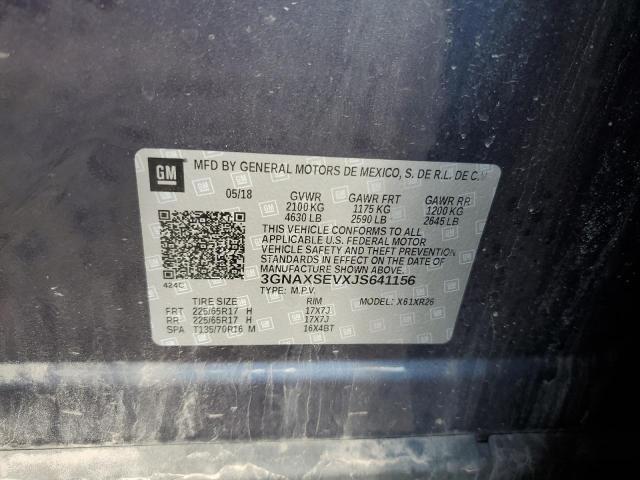 GM MFD BY GENERAL MOTORS DE MEXICO, S. DE R.L. DE C.V.
05/18 GVWR GAWR FRT GAWR RR
2100 KG 1175 KG 1200 KG
4630 LB 2590 LB 2645 LB
THIS VEHICLE CONFORMS TO ALL
APPLICABLE U.S. FEDERAL MOTOR
VEHICLE SAFETY AND THEFT PREVENTION
STANDARDS IN EFFECT ON THE DATE OF
MANUFACTURE SHOWN ABOVE.
424C 3GNAXSEVXJS641156
TYPE: M.P.V. MODEL: X61XR26
TIRE SIZE RIM
FRT 225/65R17 H 17X7J
RR 225/65R17 H 17X7J
SPA T135/70R16 M 16X4BT